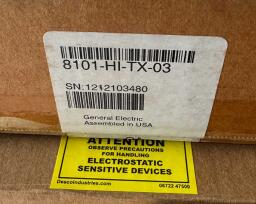 8101-HI-TX-03
SN:1212103480
General Electric
Assembled in USA
ATTENTION
OBSERVE PRECAUTIONS
FOR HANDLING
ELECTROSTATIC
SENSITIVE DEVICES
DescoIndustries.com 06722 47500